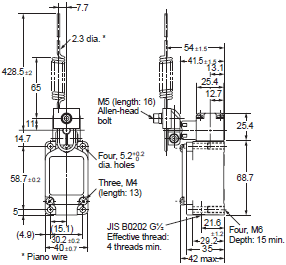 7.7
2.3 dia. *
54±1.5
41.5±1.5
13.1
25.4
12.7
428.5±2
65
M5 (length: 16)
Allen-head
bolt
11
14.7
25.4
Four, 5.2+0.2
0
dia. holes
58.7±0.2
Three, M4
(length: 13)
68.7
5
(15.1)
(4.9)
30.2±0.2
40±0.7
JIS B0202 G½
Effective thread:
4 threads min.
21.6
±1.2
29.2
35
42 max.
Four, M6
Depth: 15 min.
* Piano wire